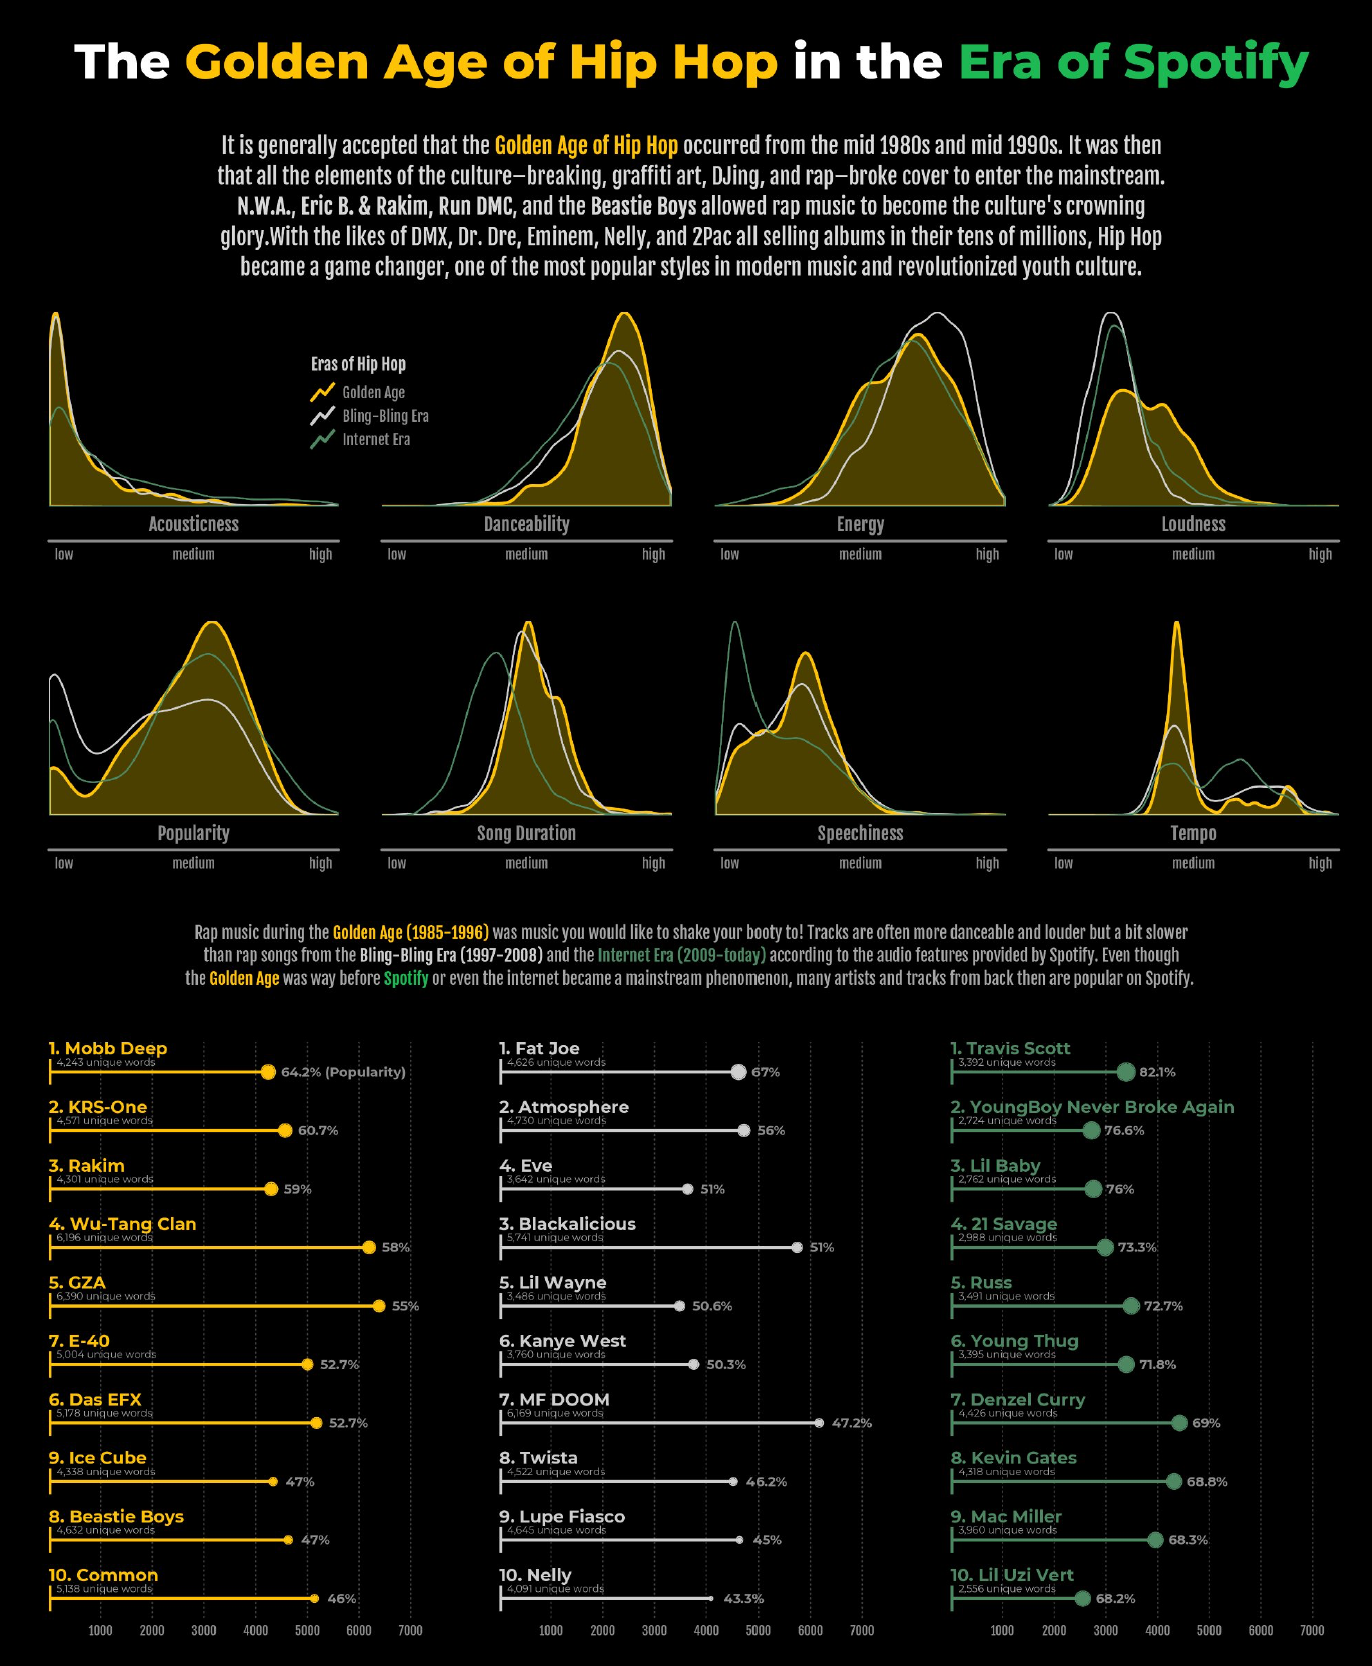 The Golden Age of Hip Hop in the Era of Spotify
It is generally accepted that the Golden Age of Hip Hop occurred from the mid 1980s and mid 1990s. It was then
that all the elements of the culture–breaking, graffiti art, DJing, and rap–broke cover to enter the mainstream.
N.W.A., Eric B. & Rakim, Run DMC, and the Beastie Boys allowed rap music to become the culture's crowning
glory.With the likes of DMX, Dr. Dre, Eminem, Nelly, and 2Pac all selling albums in their tens of millions, Hip Hop
became a game changer, one of the most popular styles in modern music and revolutionized youth culture.
Eras of Hip Hop
Golden Age
Bling-Bling Era
Internet Era
Acousticness
low medium high
Danceability
low medium high
Energy
low medium high
Loudness
low medium high
Popularity
low medium high
Song Duration
low medium high
Speechiness
low medium high
Tempo
low medium high
Rap music during the Golden Age (1985-1996) was music you would like to shake your booty to! Tracks are often more danceable and louder but a bit slower
than rap songs from the Bling-Bling Era (1997-2008) and the Internet Era (2009-today) according to the audio features provided by Spotify. Even though
the Golden Age was way before Spotify or even the internet became a mainstream phenomenon, many artists and tracks from back then are popular on Spotify.
1. Mobb Deep
4,243 unique words
64.2% (Popularity)
2. KRS-One
4,571 unique words
60.7%
3. Rakim
4,301 unique words
59%
4. Wu-Tang Clan
6,196 unique words
58%
5. GZA
6,390 unique words
55%
7. E-40
5,004 unique words
52.7%
6. Das EFX
5,178 unique words
52.7%
9. Ice Cube
4,338 unique words
47%
8. Beastie Boys
4,632 unique words
47%
10. Common
5,138 unique words
46%
1000 2000 3000 4000 5000 6000 7000
1. Fat Joe
4,626 unique words
67%
2. Atmosphere
4,730 unique words
56%
4. Eve
3,642 unique words
51%
3. Blackalicious
5,741 unique words
51%
5. Lil Wayne
3,486 unique words
50.6%
6. Kanye West
3,760 unique words
50.3%
7. MF DOOM
6,169 unique words
47.2%
8. Twista
4,522 unique words
46.2%
9. Lupe Fiasco
4,645 unique words
45%
10. Nelly
4,091 unique words
43.3%
1000 2000 3000 4000 5000 6000 7000
1. Travis Scott
3,392 unique words
82.1%
2. YoungBoy Never Broke Again
2,724 unique words
76.6%
3. Lil Baby
2,762 unique words
76%
4. 21 Savage
2,988 unique words
73.3%
5. Russ
3,491 unique words
72.7%
6. Young Thug
3,395 unique words
71.8%
7. Denzel Curry
4,426 unique words
69%
8. Kevin Gates
4,318 unique words
68.8%
9. Mac Miller
3,960 unique words
68.3%
10. Lil Uzi Vert
2,556 unique words
68.2%
1000 2000 3000 4000 5000 6000 7000